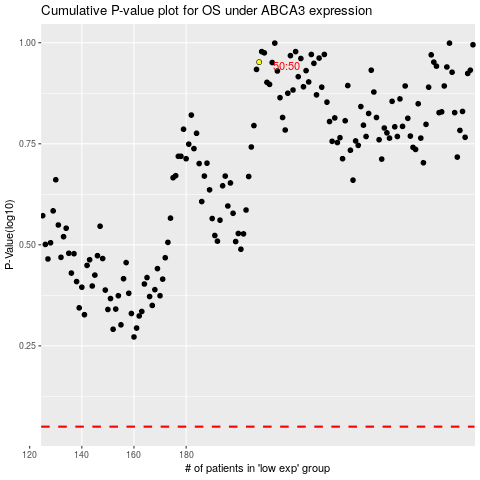 Cumulative P-value plot for OS under ABCA3 expression
P-Value(log10)
1.00
0.75
0.50
0.25
50:50
120 140 160 180
# of patients in 'low exp' group